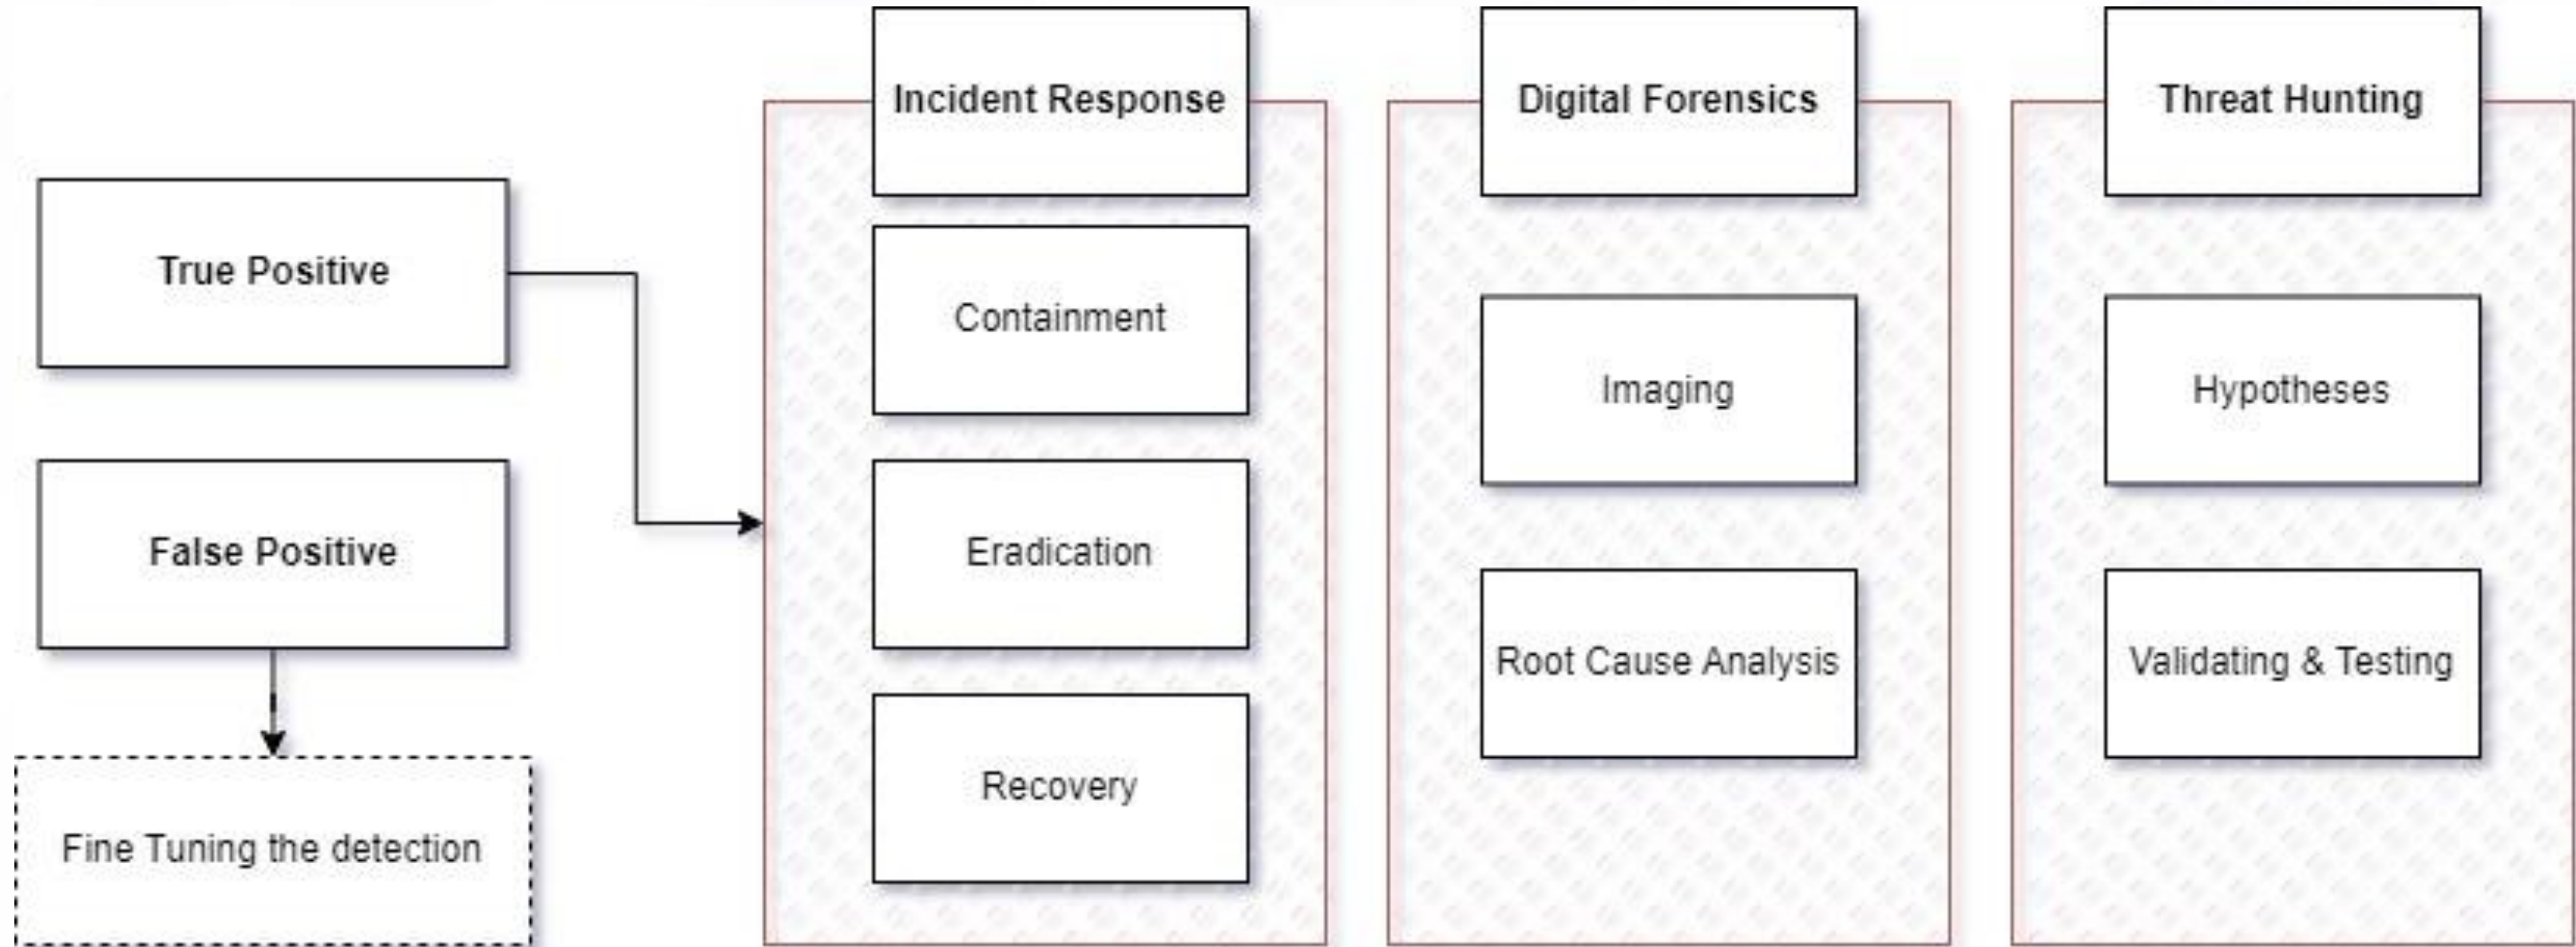 True Positive
False Positive
Fine Tuning the detection
Incident Response
Containment
Eradication
Recovery
Digital Forensics
Imaging
Root Cause Analysis
Threat Hunting
Hypotheses
Validating & Testing